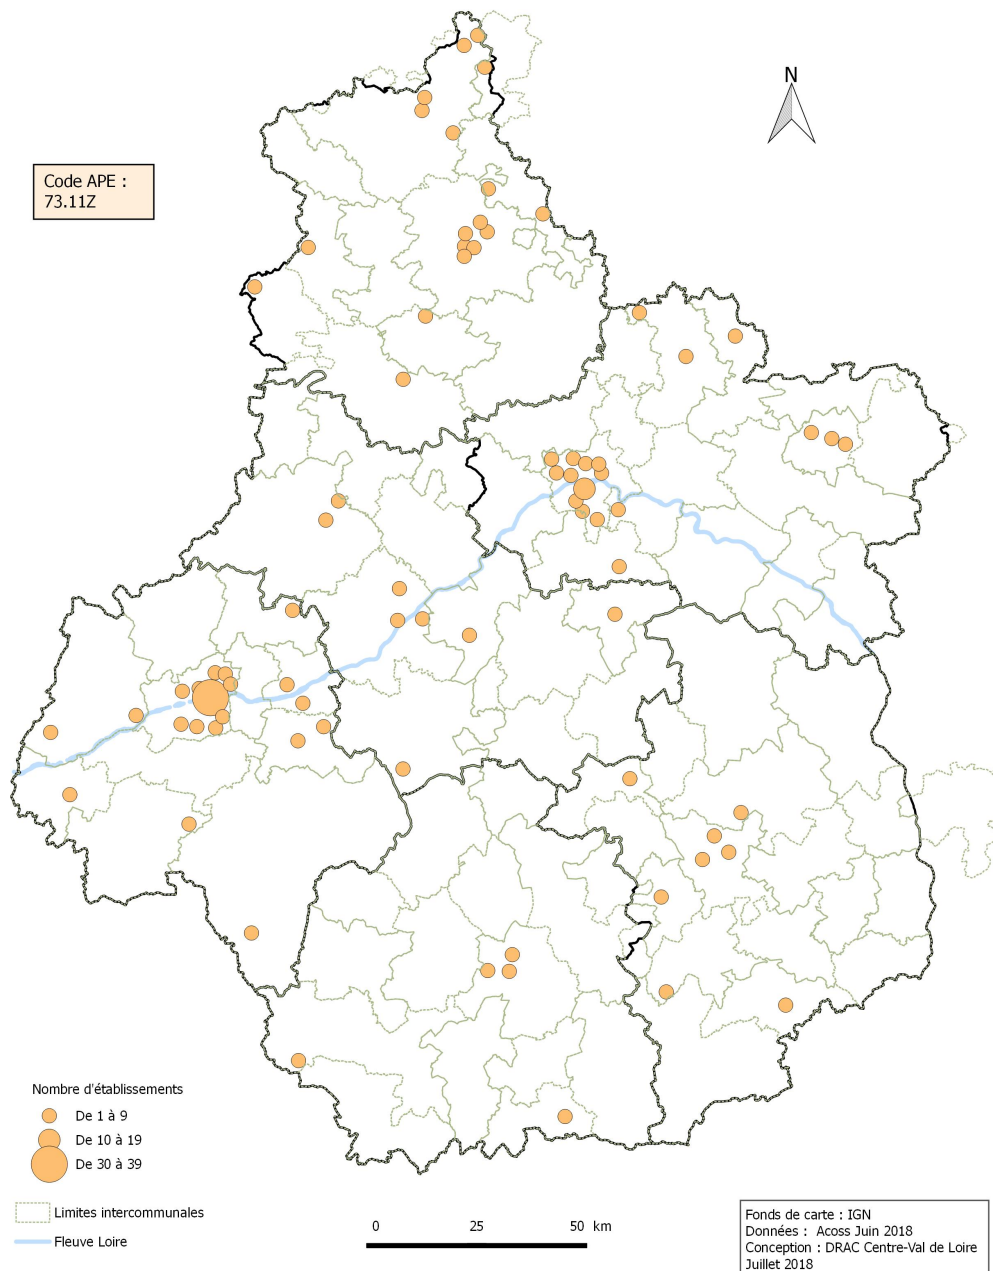 N
Code APE :
73.11Z
Nombre d'établissements
De 1 à 9
De 10 à 19
De 30 à 39
Limites intercommunales
Fleuve Loire
0 25 50 km
Fonds de carte : IGN
Données : Acoss Juin 2018
Conception : DRAC Centre-Val de Loire
Juillet 2018